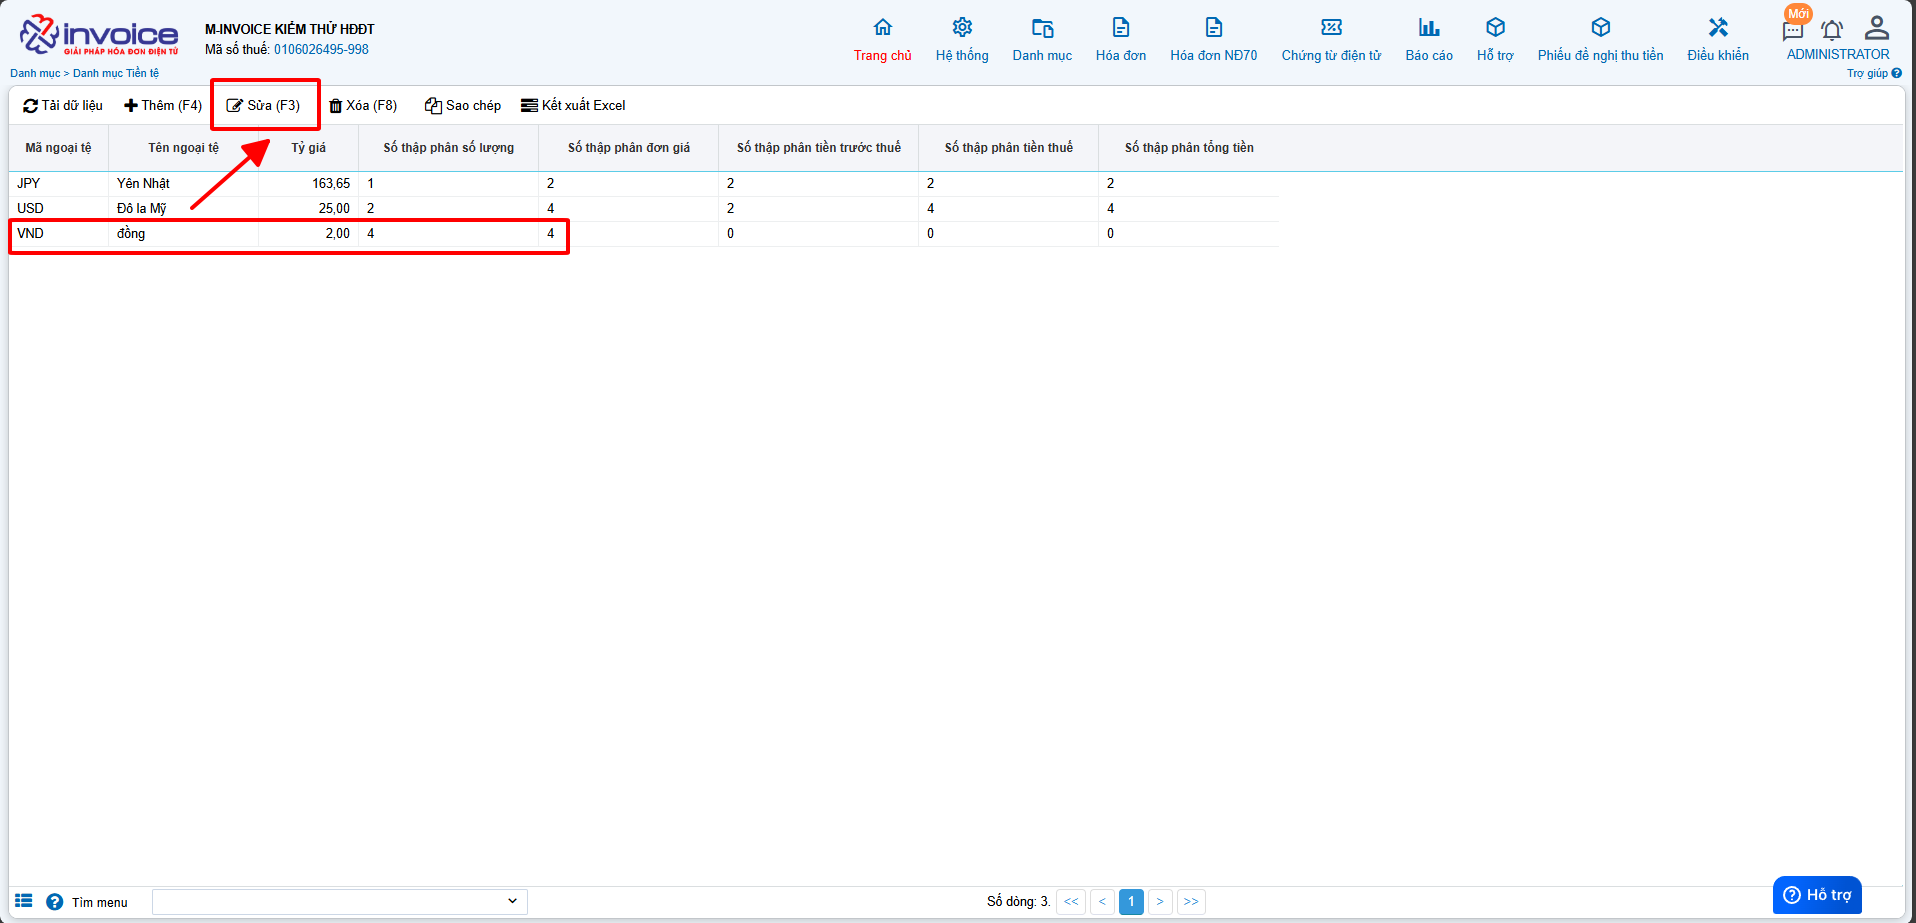 invoice
GIẢI PHÁP HÓA ĐƠN ĐIỆN TỬ
M-INVOICE KIỂM THỬ HĐĐT
Mã số thuế: 0106026495-998
Trang chủ
Hệ thống
Danh mục
Hóa đơn
Hóa đơn NĐ70
Chứng từ điện tử
Báo cáo
Hỗ trợ
Phiếu đề nghị thu tiền
Điều khiển
Mới
ADMINISTRATOR
Danh mục > Danh mục Tiền tệ
Trợ giúp ?
Tải dữ liệu Thêm (F4) Sửa (F3) Xóa (F8) Sao chép Kết xuất Excel
Mã ngoại tệ Tên ngoại tệ Tỷ giá Số thập phân số lượng Số thập phân đơn giá Số thập phân tiền trước thuế Số thập phân tiền thuế Số thập phân tổng tiền
JPY Yên Nhật 163,65 1 2 2 2 2
USD Đô la Mỹ 25,00 2 4 2 4 4
VND đồng 2,00 4 4 0 0 0
? Tìm menu
Số dòng: 3. << < 1 > >>
? Hỗ trợ